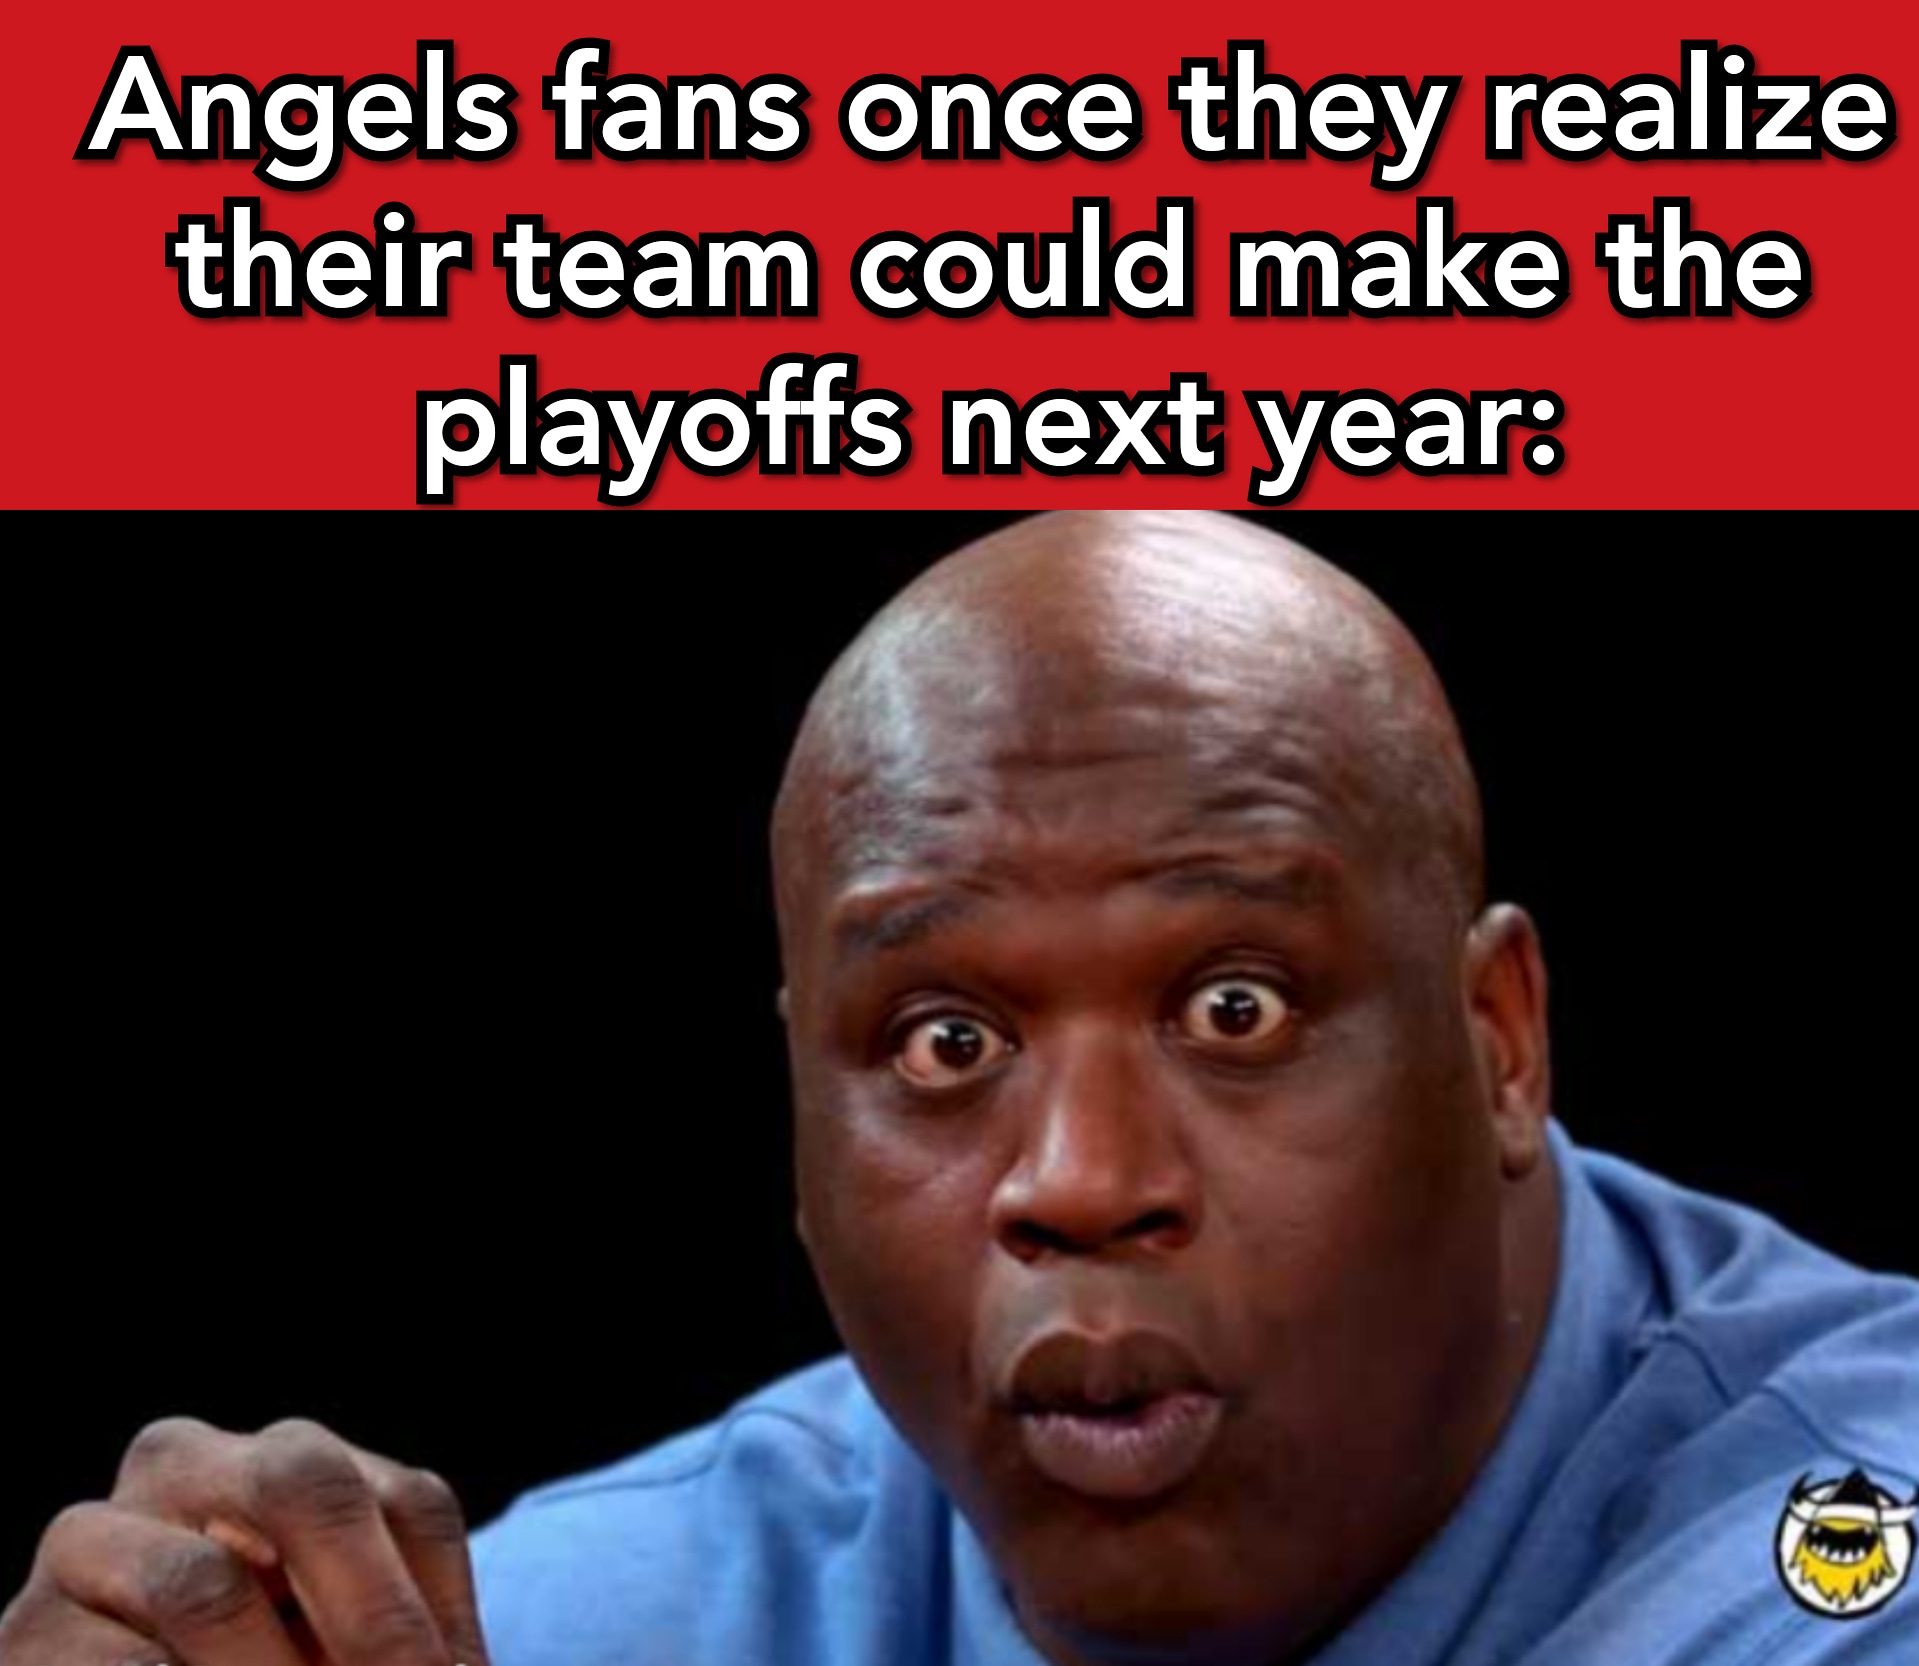 Angels fans once they realize
their team could make the
playoffs next year: